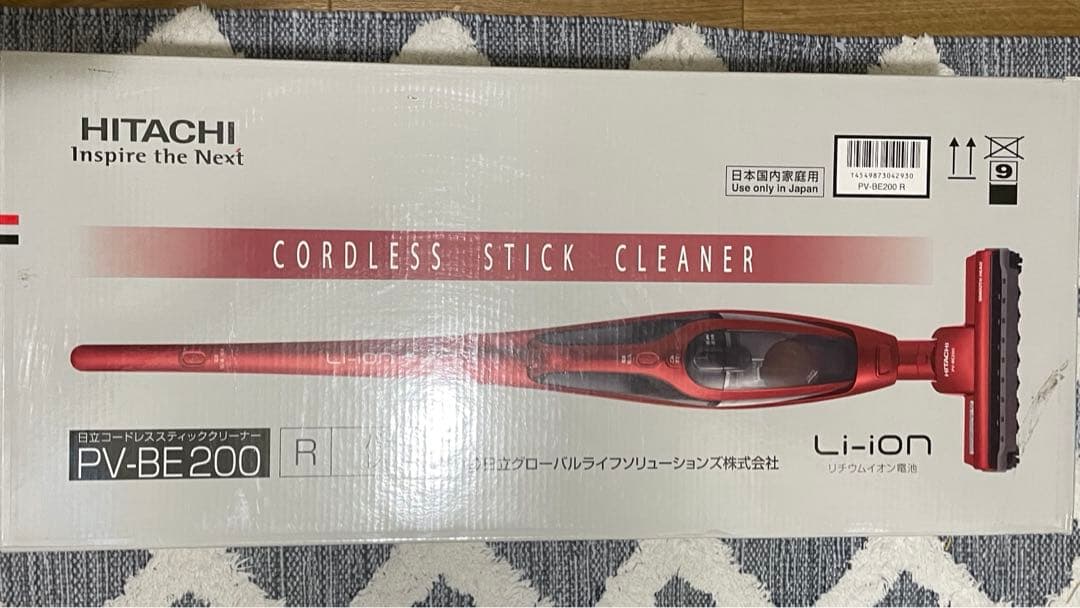 HITACHI
Inspire the Next
日本国内家庭用
Use only in Japan
14549873042930
PV-BE200 R
9
CORDLESS STICK CLEANER
Li-ion
HITACHI
日立コードレススティッククリーナー
PV-BE200
R
日立グローバルライフソリューションズ株式会社
Li-ion
リチウムイオン電池